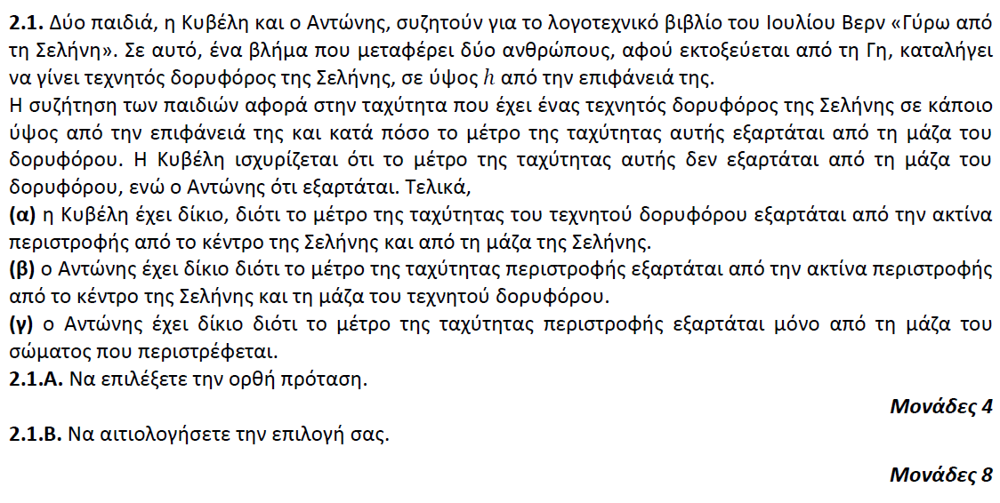 2.1. Δύο παιδιά, η Κυβέλη και ο Αντώνης, συζητούν για το λογοτεχνικό βιβλίο του Ιουλίου Βερν «Γύρω από
τη Σελήνη». Σε αυτό, ένα βλήμα που μεταφέρει δύο ανθρώπους, αφού εκτοξεύεται από τη Γη, καταλήγει
να γίνει τεχνητός δορυφόρος της Σελήνης, σε ύψος h από την επιφάνειά της.
Η συζήτηση των παιδιών αφορά στην ταχύτητα που έχει ένας τεχνητός δορυφόρος της Σελήνης σε κάποιο
ύψος από την επιφάνειά της και κατά πόσο το μέτρο της ταχύτητας αυτής εξαρτάται από τη μάζα του
δορυφόρου. Η Κυβέλη ισχυρίζεται ότι το μέτρο της ταχύτητας αυτής δεν εξαρτάται από τη μάζα του
δορυφόρου, ενώ ο Αντώνης ότι εξαρτάται. Τελικά,
(α) η Κυβέλη έχει δίκιο, διότι το μέτρο της ταχύτητας του τεχνητού δορυφόρου εξαρτάται από την ακτίνα
περιστροφής από το κέντρο της Σελήνης και από τη μάζα της Σελήνης.
(β) ο Αντώνης έχει δίκιο διότι το μέτρο της ταχύτητας περιστροφής εξαρτάται από την ακτίνα περιστροφής
από το κέντρο της Σελήνης και τη μάζα του τεχνητού δορυφόρου.
(γ) ο Αντώνης έχει δίκιο διότι το μέτρο της ταχύτητας περιστροφής εξαρτάται μόνο από τη μάζα του
σώματος που περιστρέφεται.
2.1.Α. Να επιλέξετε την ορθή πρόταση.
Μονάδες 4
2.1.Β. Να αιτιολογήσετε την επιλογή σας.
Μονάδες 8